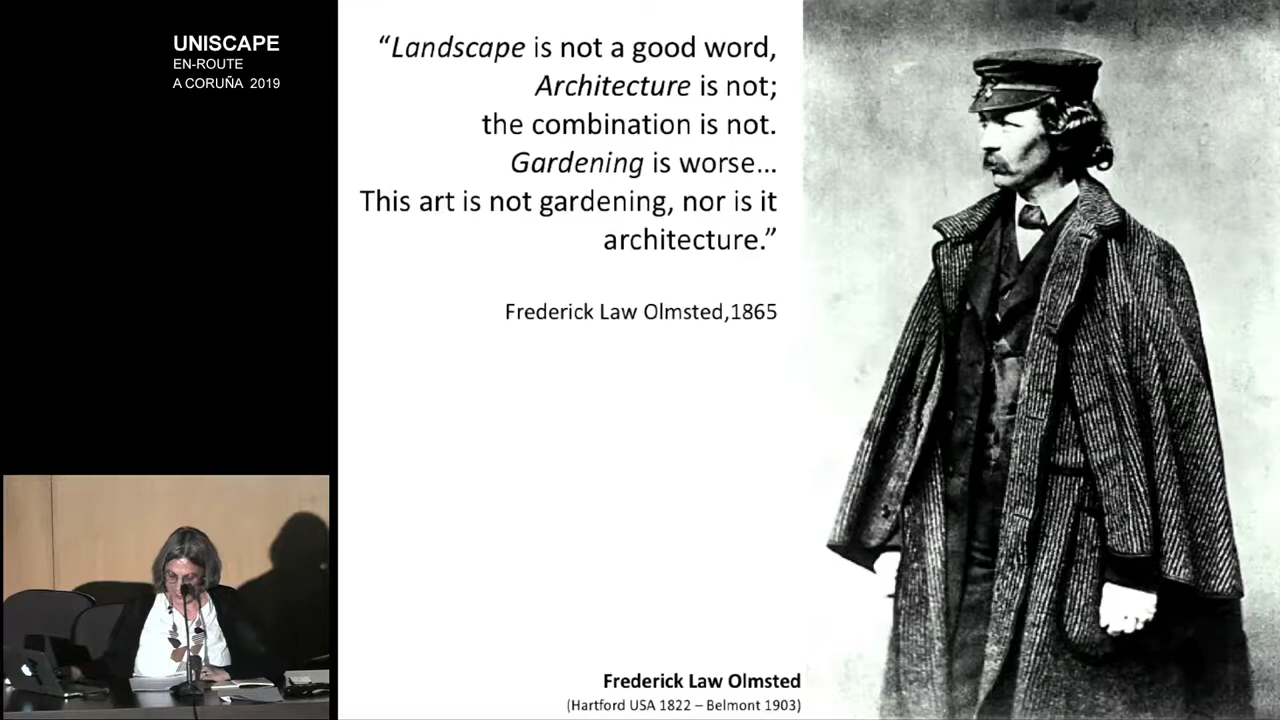 UNISCAPE
EN-ROUTE
A CORUÑA 2019
“Landscape is not a good word,
Architecture is not;
the combination is not.
Gardening is worse...
This art is not gardening, nor is it
architecture.”
Frederick Law Olmsted,1865
Frederick Law Olmsted
(Hartford USA 1822 – Belmont 1903)